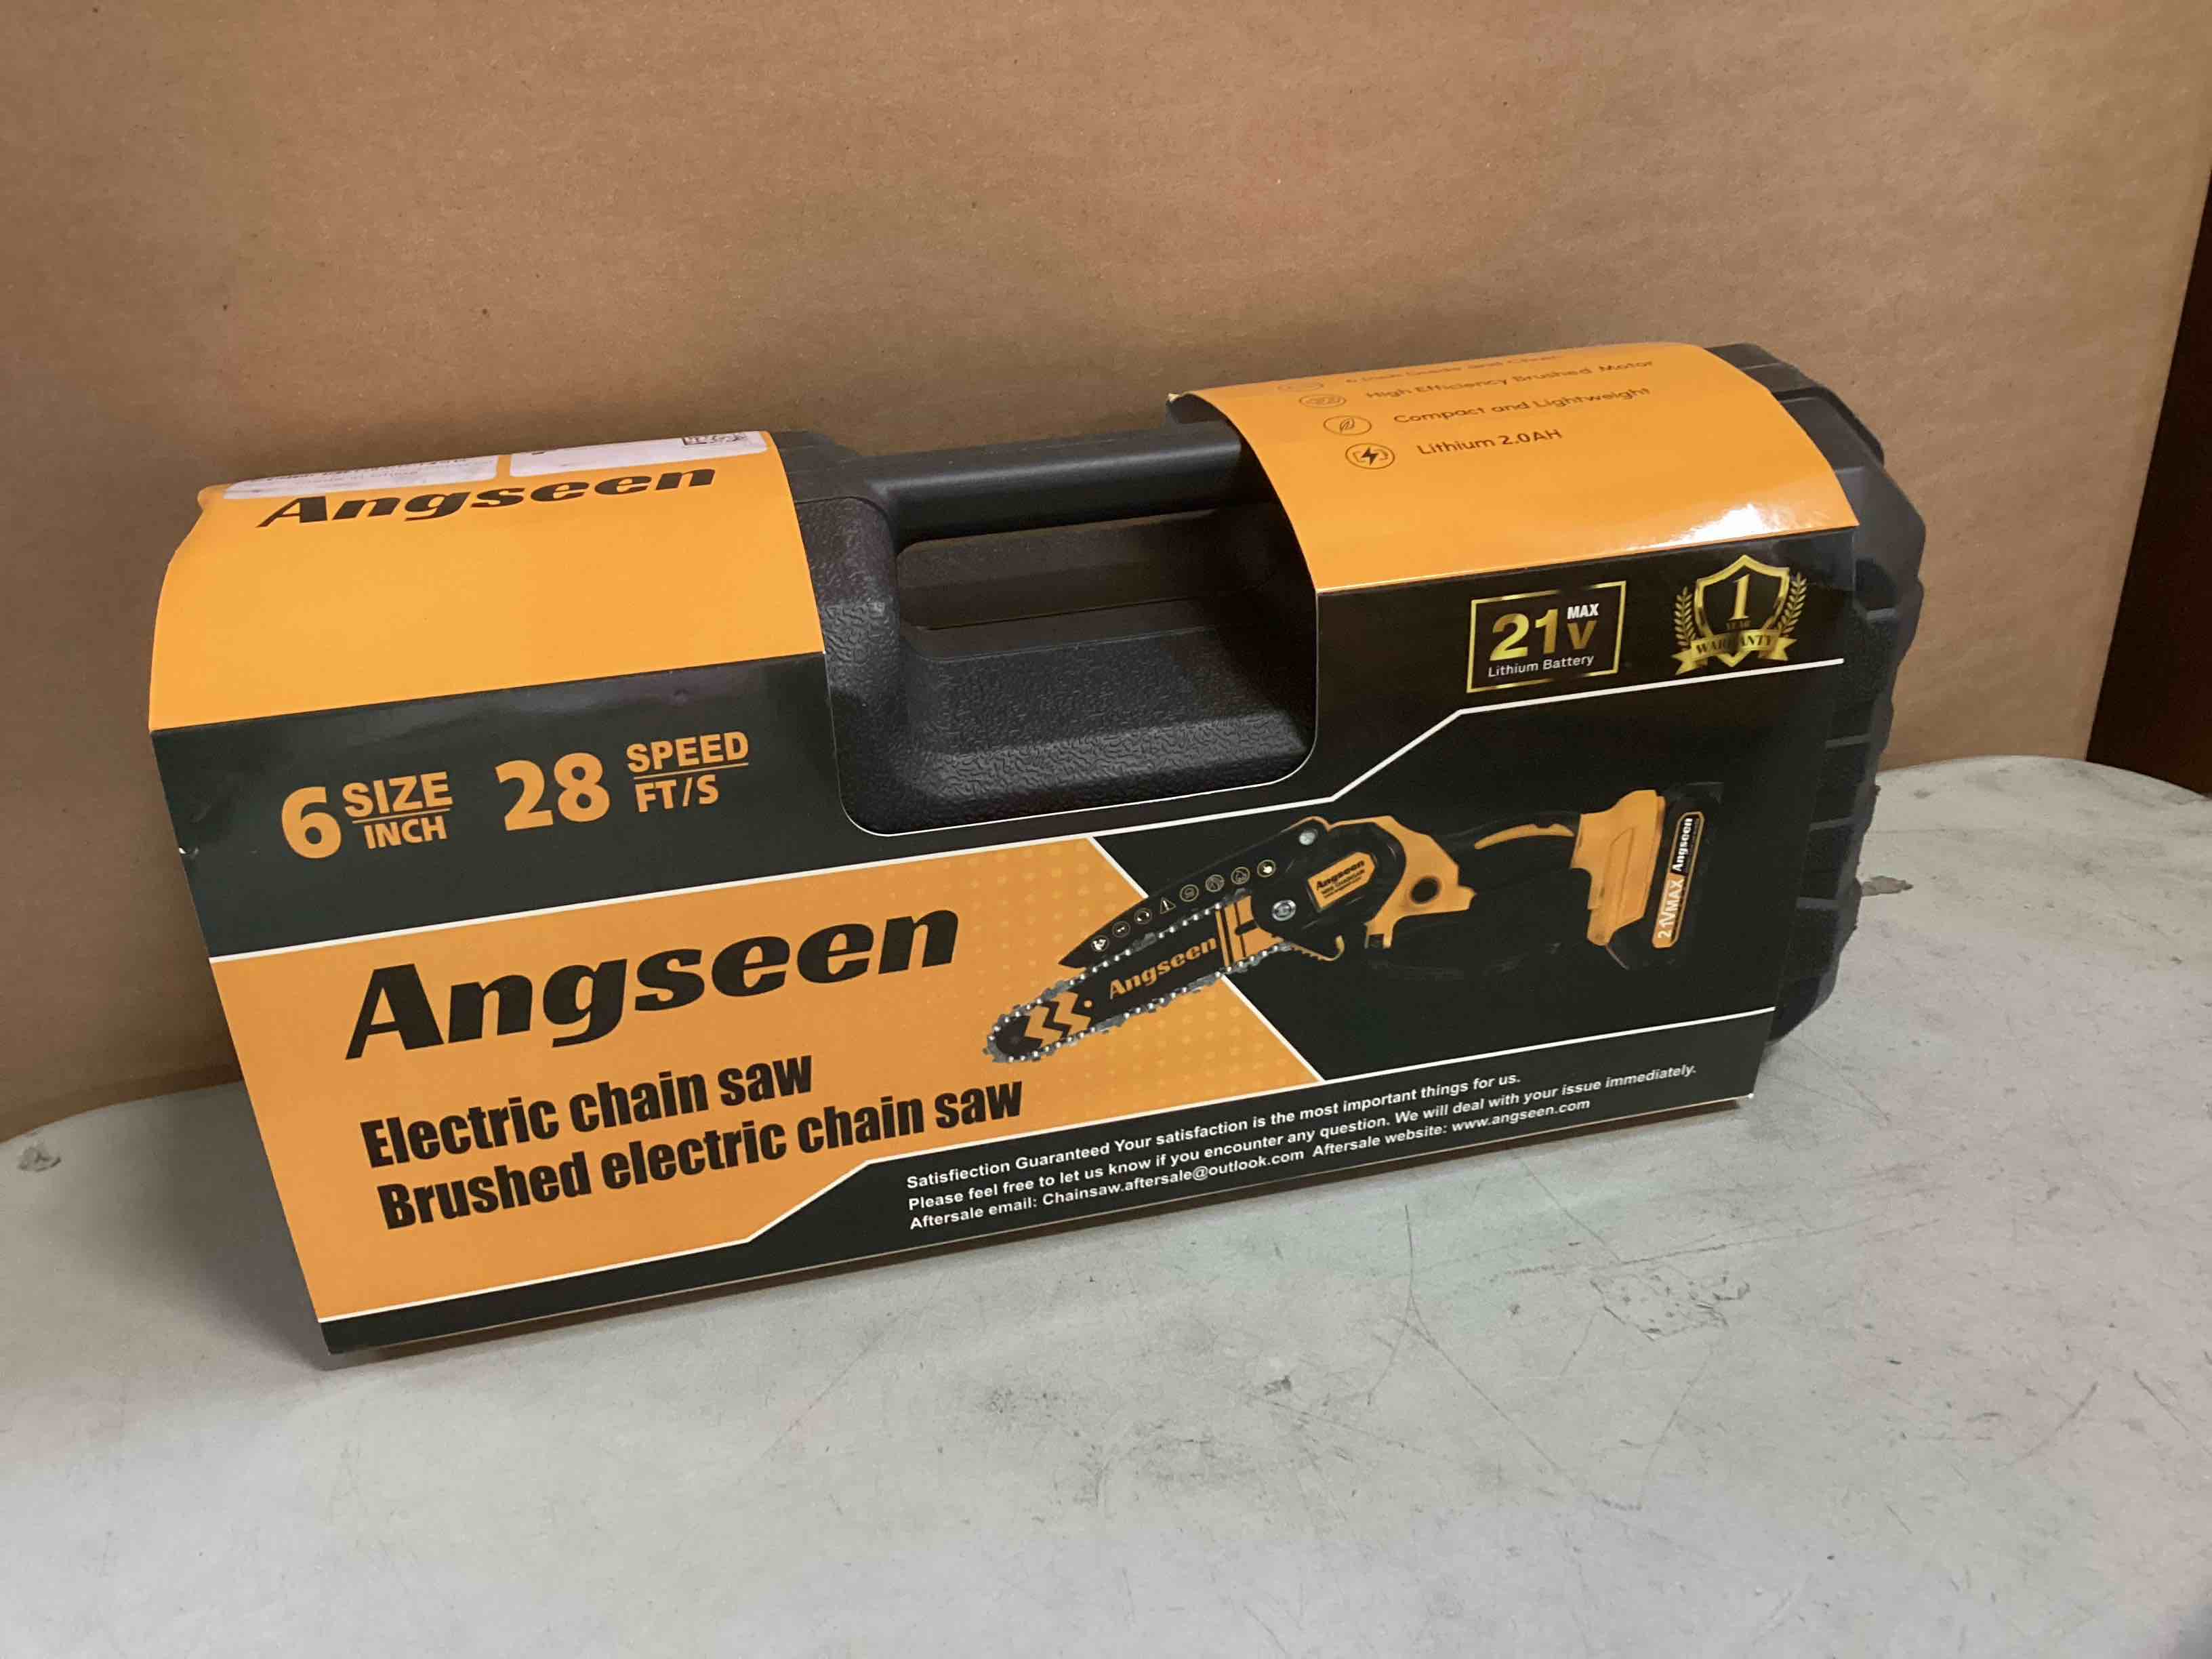 Angseen
High Efficiency Brushed Motor
Compact and Lightweight
Lithium 2.0AH
21V MAX
Lithium Battery
1
YEAR
WARRANTY
6 SIZE INCH 28 SPEED FT/S
Angseen
Electric chain saw
Brushed electric chain saw
Angseen
Angseen
21VMAX Angseen
Satisfiection Guaranteed Your satisfaction is the most important things for us.
Please feel free to let us know if you encounter any question. We will deal with your issue immediately.
Aftersale email: Chainsaw.aftersale@outlook.com Aftersale website: www.angseen.com